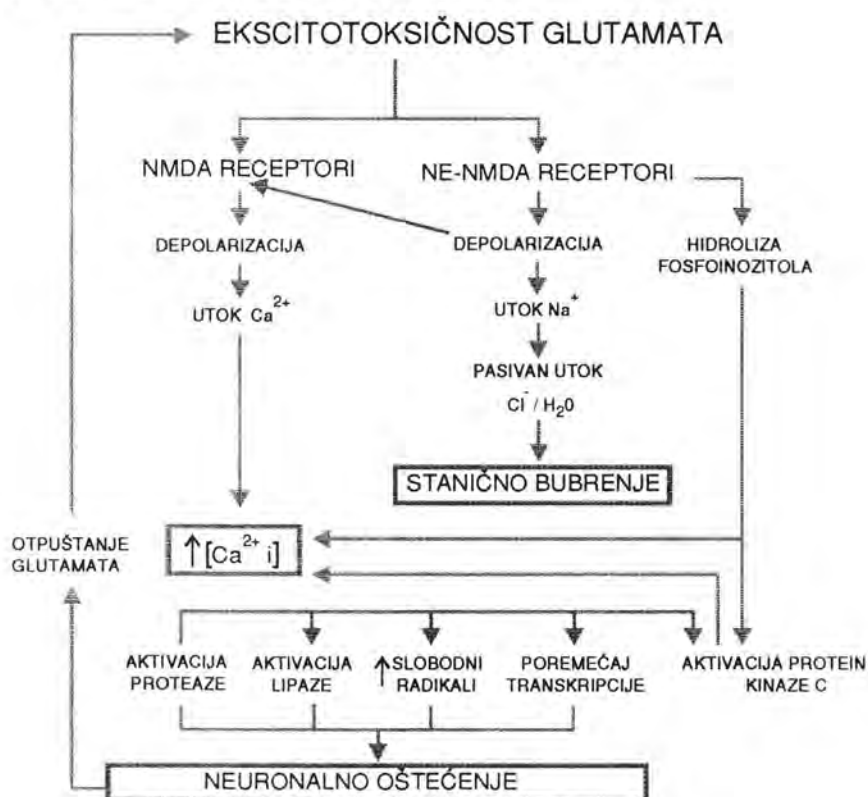 EKSCITOTOKSIČNOST GLUTAMATA
NMDA RECEPTORI
NE-NMDA RECEPTORI
DEPOLARIZACIJA
DEPOLARIZACIJA
HIDROLIZA
FOSFOINOZITOLA
UTOK Ca²⁺
UTOK Na⁺
PASIVAN UTOK
Cl⁻ / H₂0
STANIČNO BUBRENJE
OTPUŠTANJE
GLUTAMATA
↑[Ca²⁺ i]
AKTIVACIJA
PROTEAZE
AKTIVACIJA
LIPAZE
↑SLOBODNI
RADIKALI
POREMEĆAJ
TRANSKRIPCIJE
AKTIVACIJA PROTEIN
KINAZE C
NEURONALNO OŠTEĆENJE